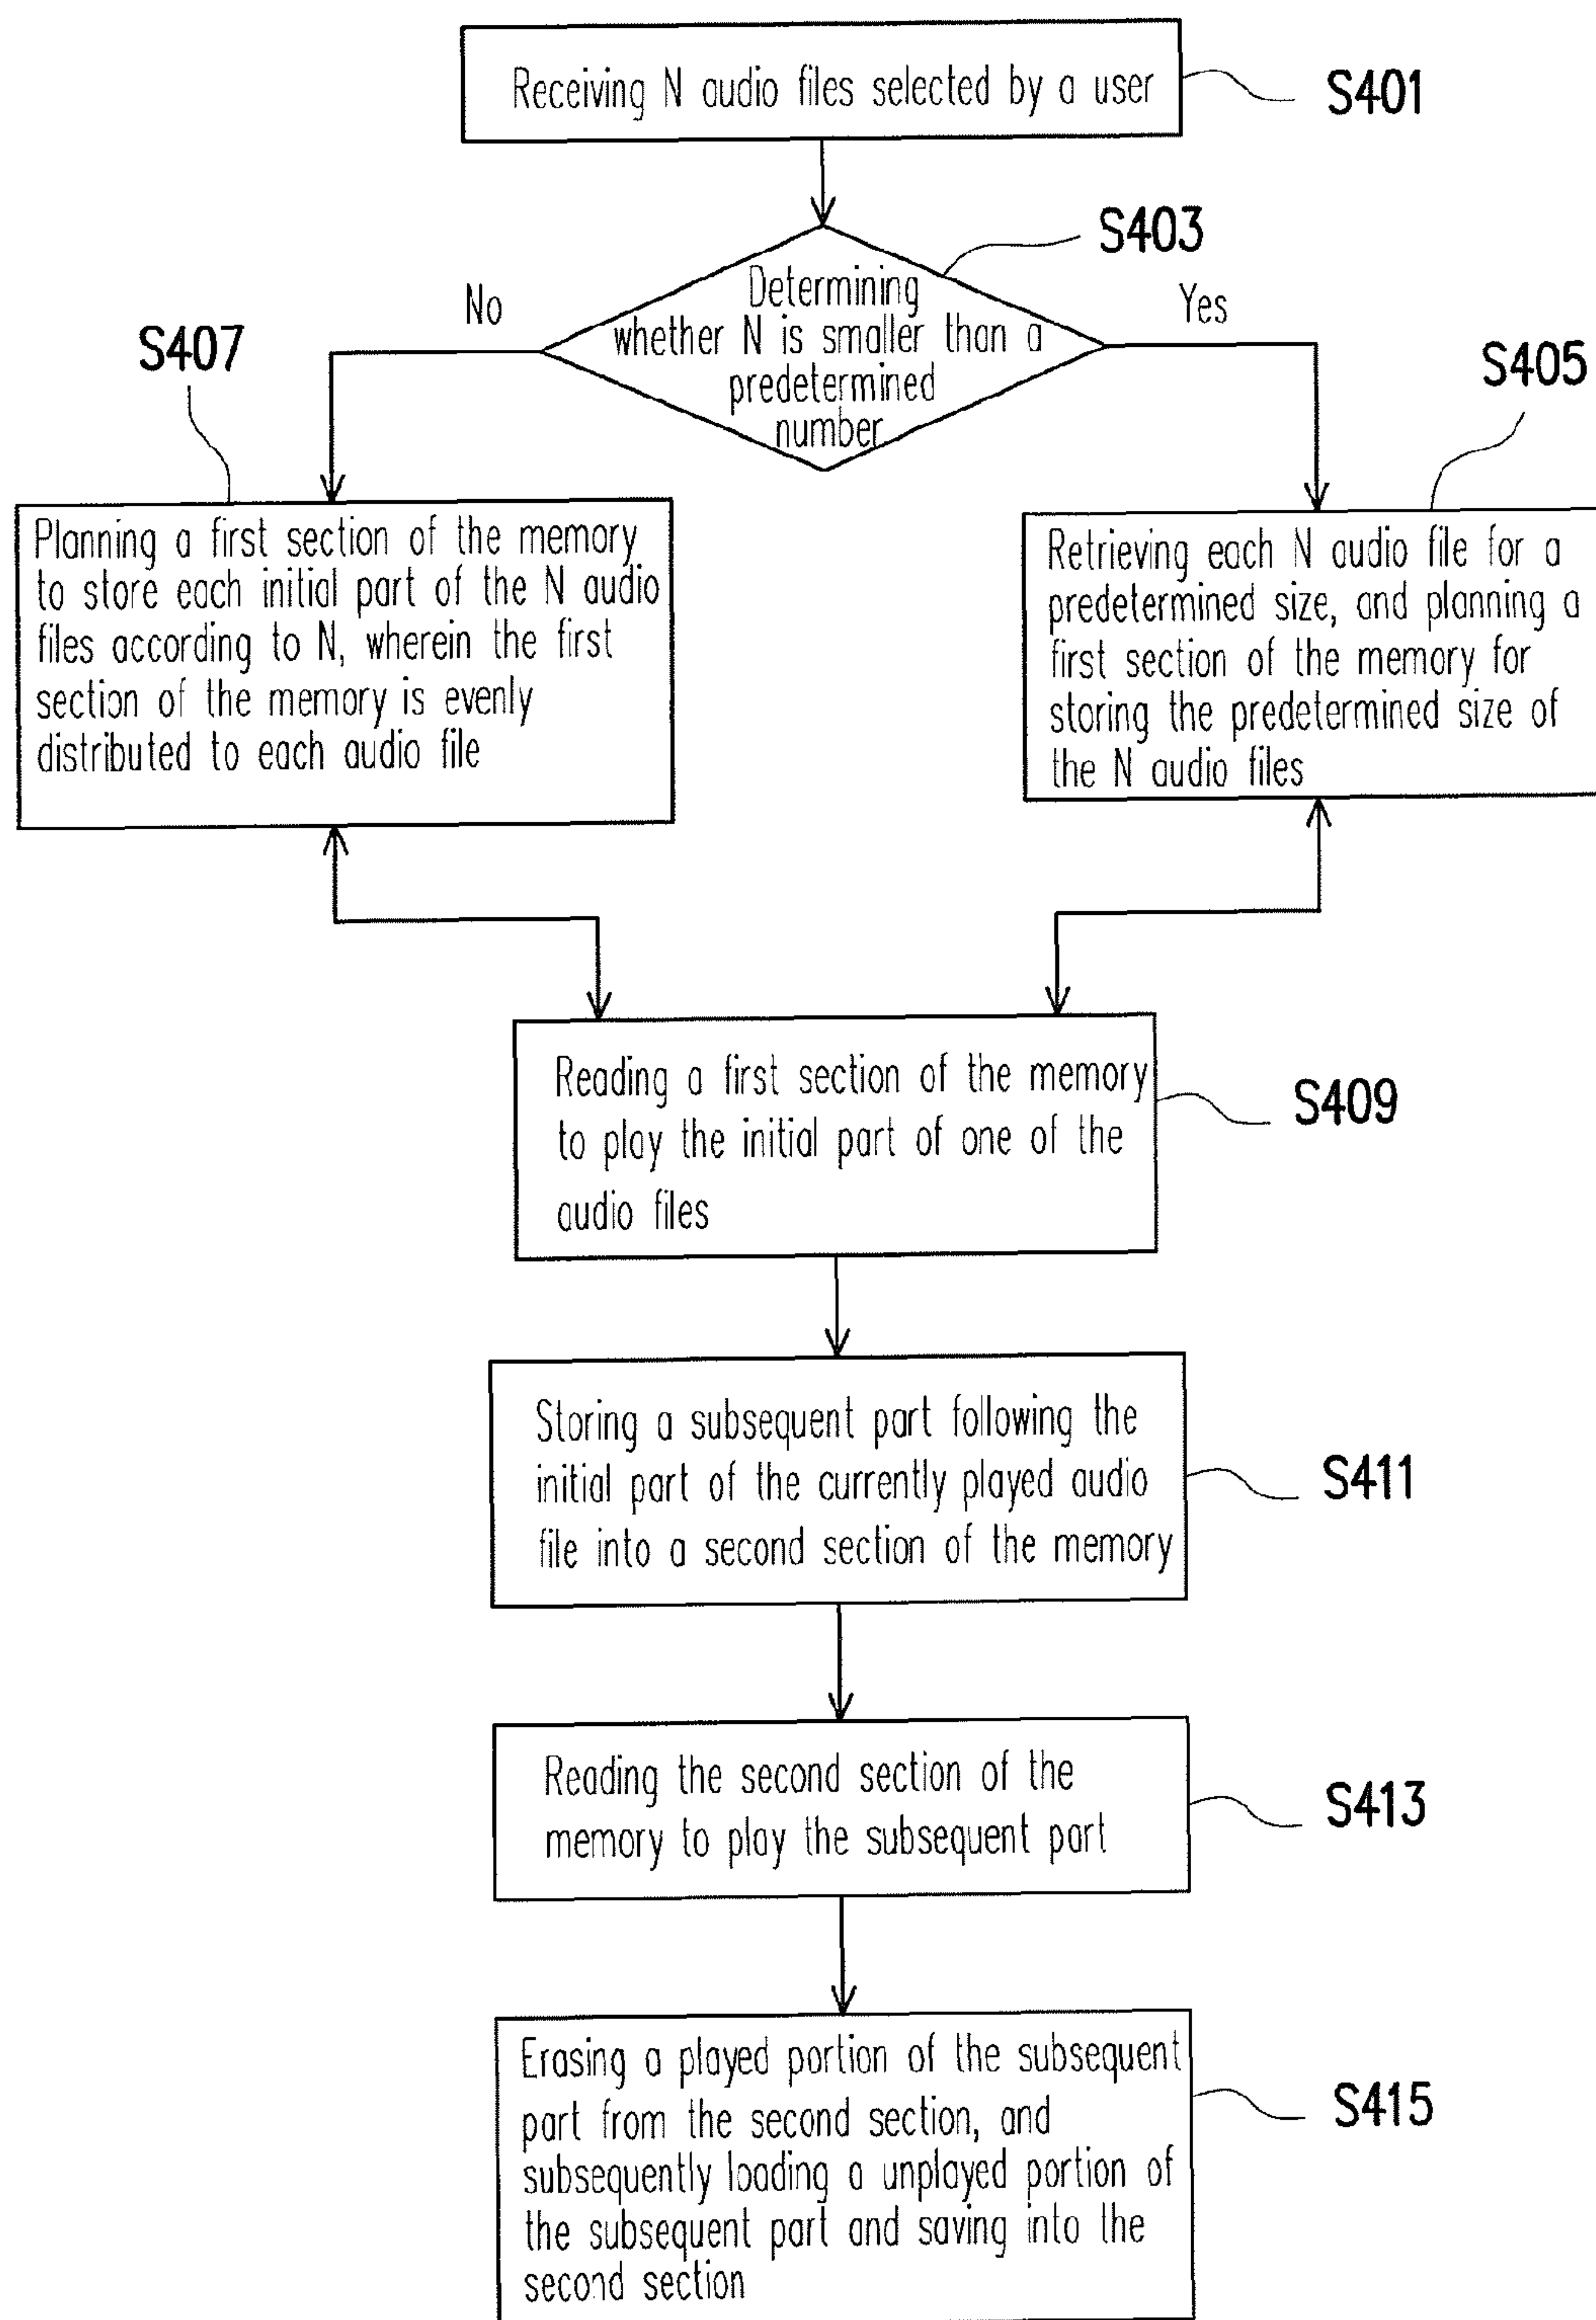 Receiving N audio files selected by a user
S401
S403
Determining
whether N is smaller than a
predetermined
number
No
Yes
S407
S405
Planning a first section of the memory
to store each initial part of the N audio
files according to N, wherein the first
section of the memory is evenly
distributed to each audio file
Retrieving each N audio file for a
predetermined size, and planning a
first section of the memory for
storing the predetermined size of
the N audio files
Reading a first section of the memory
to play the initial part of one of the
audio files
S409
Storing a subsequent part following the
initial part of the currently played audio
file into a second section of the memory
S411
Reading the second section of the
memory to play the subsequent part
S413
Erasing a played portion of the subsequent
part from the second section, and
subsequently loading a unplayed portion of
the subsequent part and saving into the
second section
S415